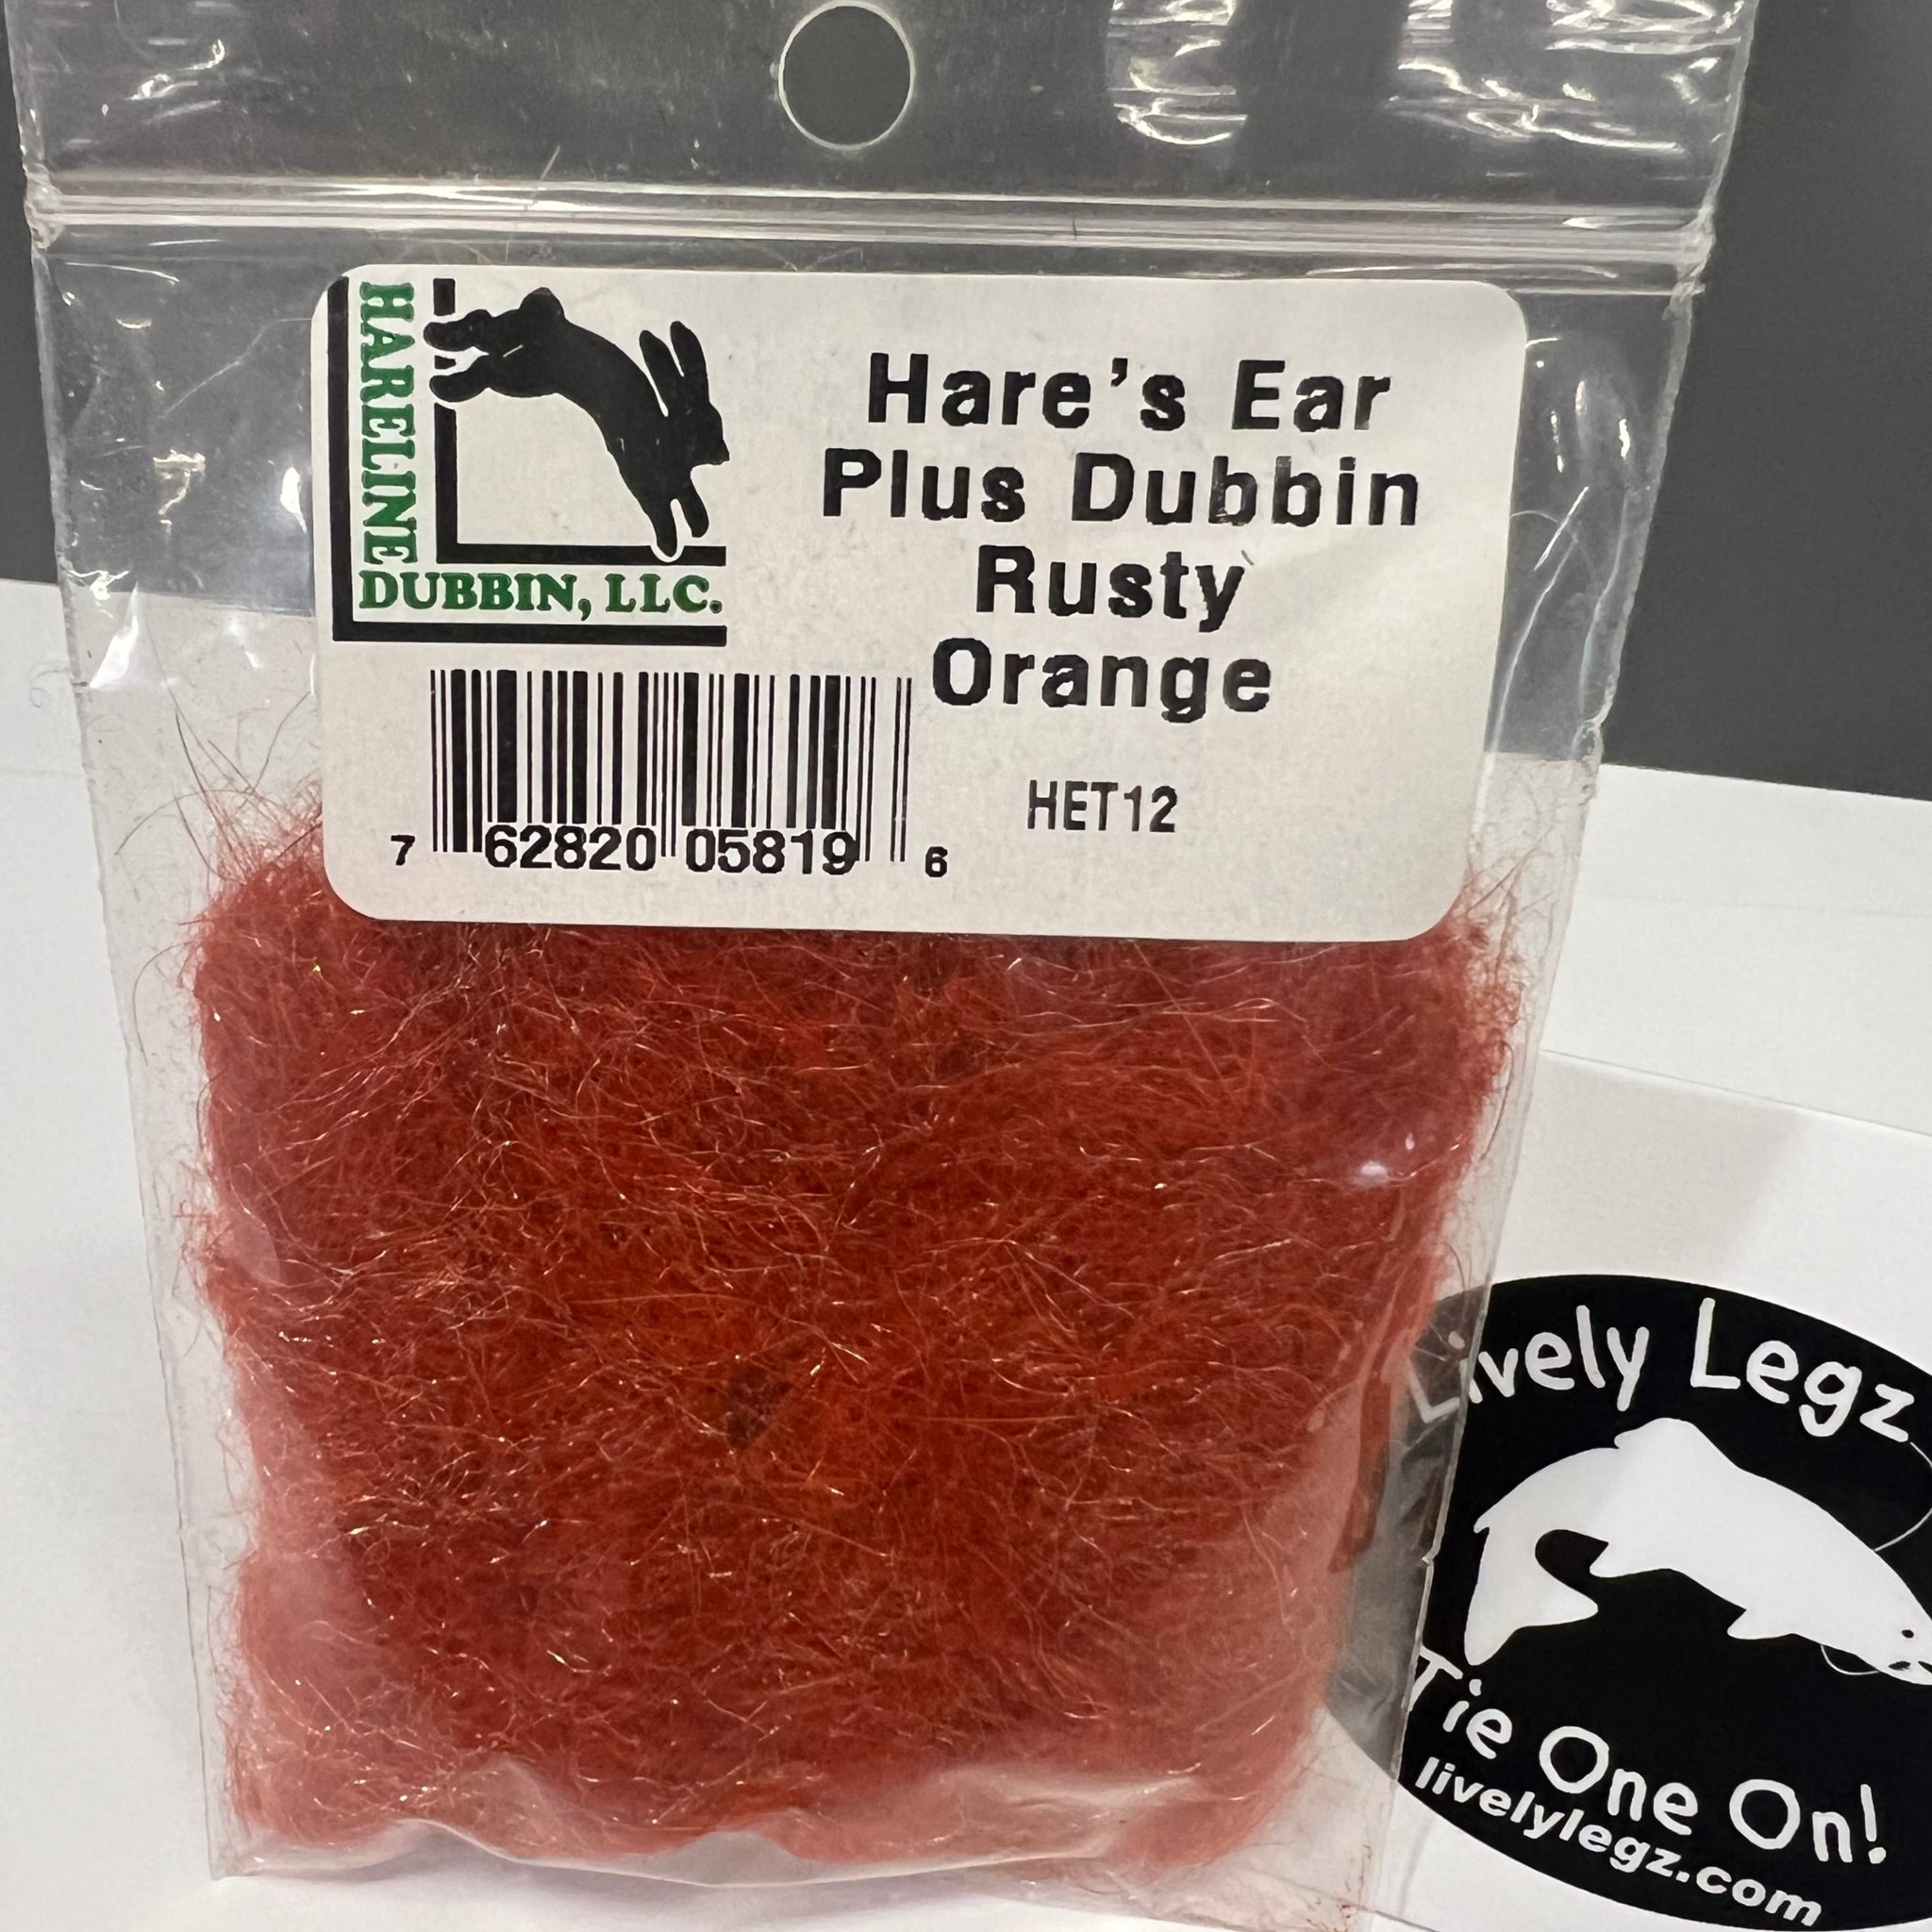 HARELINE
DUBBIN, LLC.
Hare's Ear
Plus Dubbin
Rusty
Orange
HET12
7 62820 05819 6
Lively Legz
Tie One On!
livelylegz.com